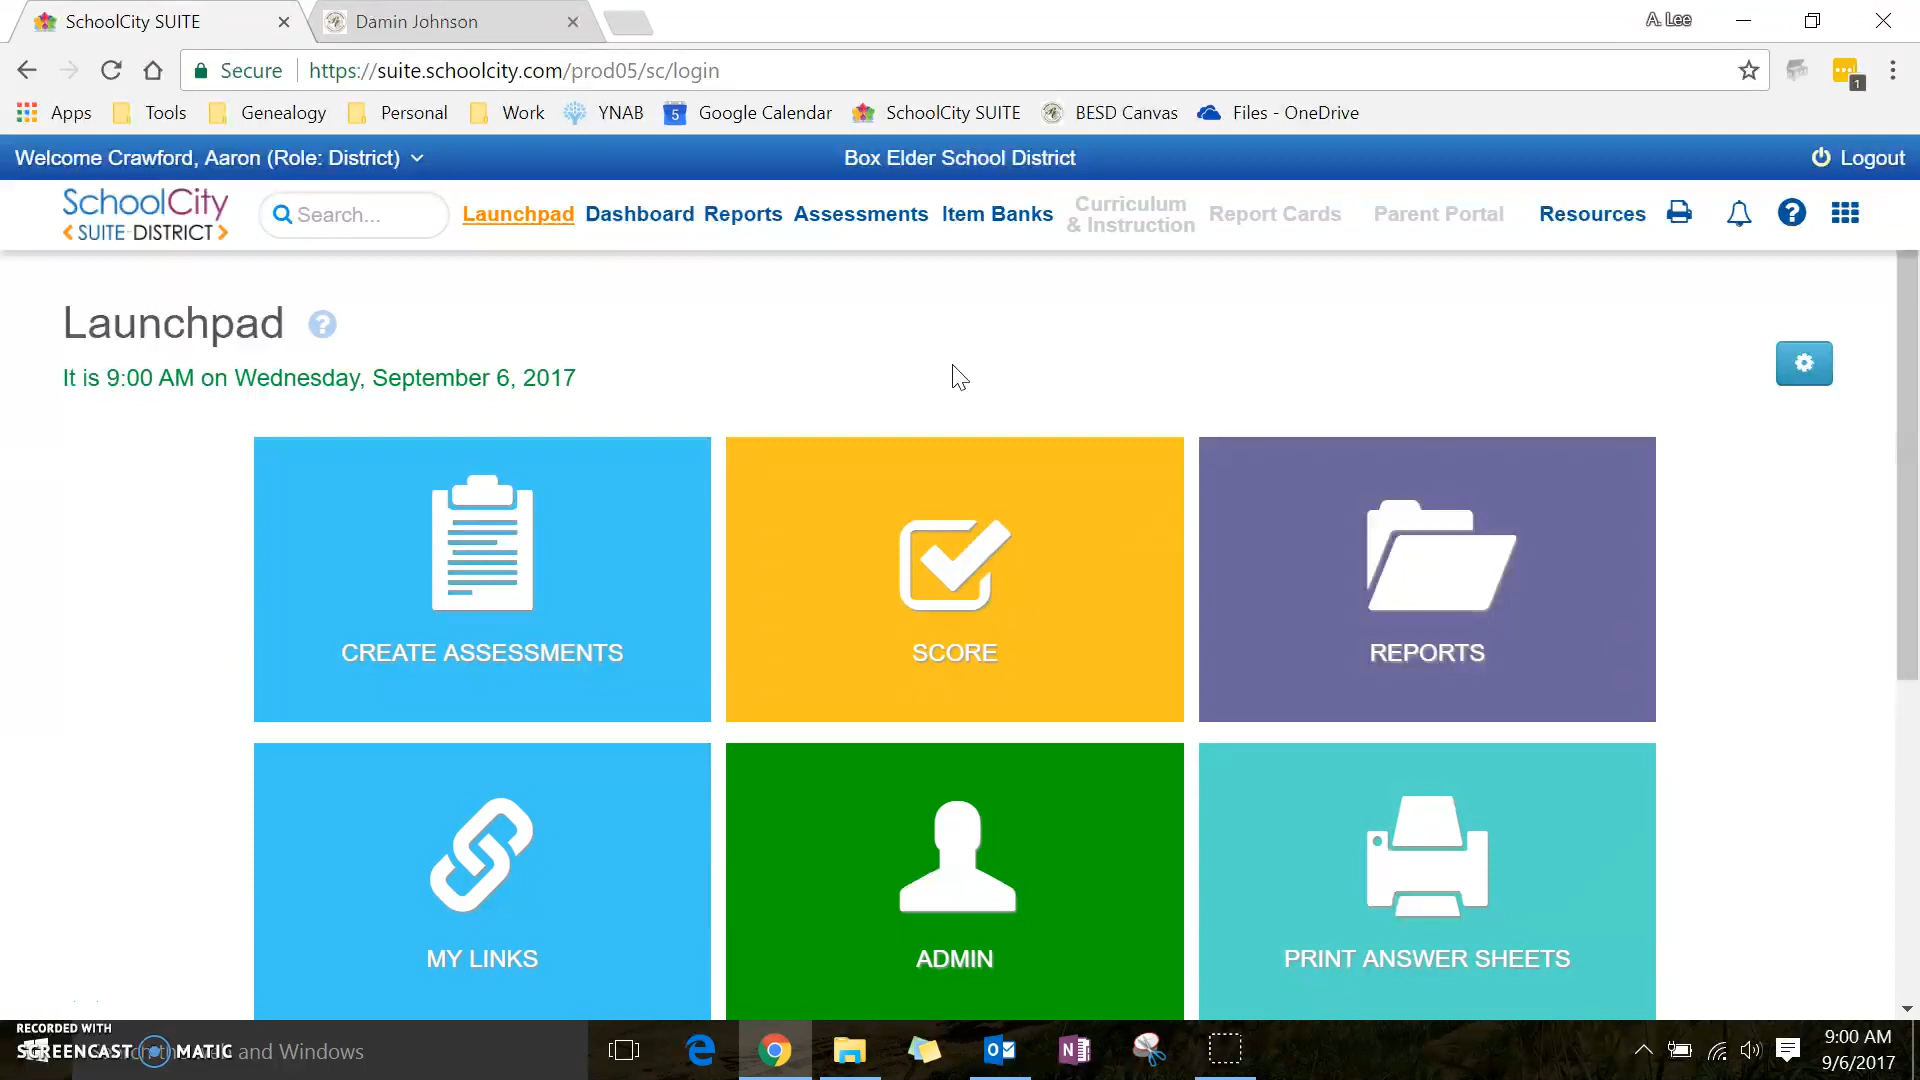 SchoolCity SUITE
Damin Johnson
A. Lee
Secure
https://suite.schoolcity.com/prod05/sc/login
1
Apps
Tools
Genealogy
Personal
Work
YNAB
5
Google Calendar
SchoolCity SUITE
BESD Canvas
Files - OneDrive
Welcome Crawford, Aaron (Role: District)
Box Elder School District
Logout
SchoolCity
SUITE-DISTRICT
Search...
Launchpad
Dashboard
Reports
Assessments
Item Banks
Curriculum
& Instruction
Report Cards
Parent Portal
Resources
Launchpad
It is 9:00 AM on Wednesday, September 6, 2017
CREATE ASSESSMENTS
SCORE
REPORTS
MY LINKS
ADMIN
PRINT ANSWER SHEETS
RECORDED WITH
SCREENCAST MATIC
and Windows
9:00 AM
9/6/2017